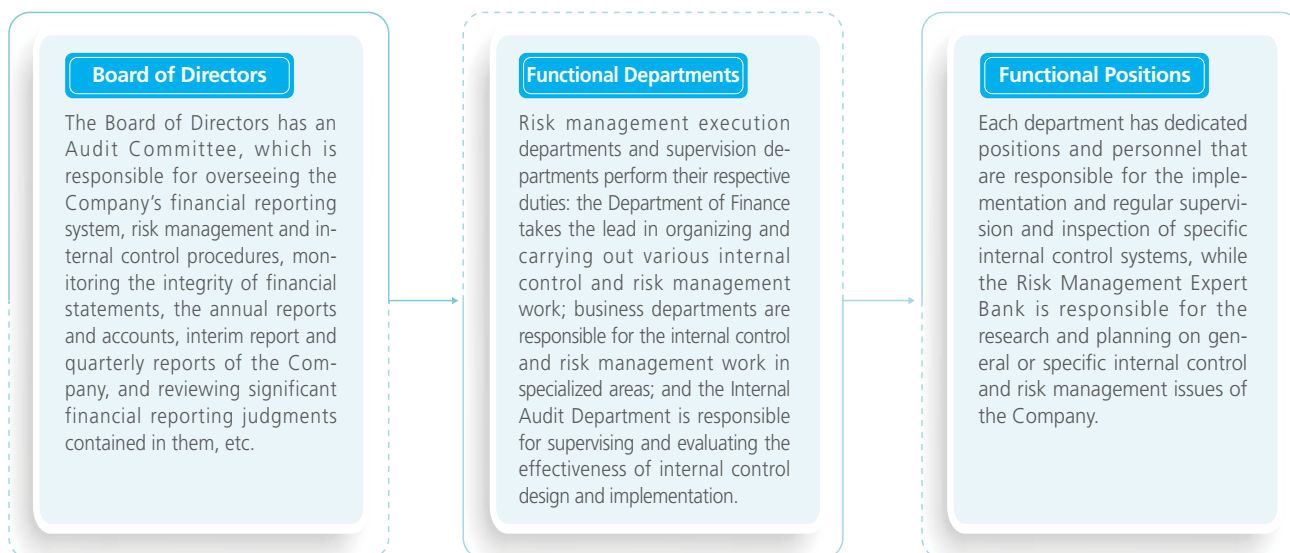 Board of Directors
The Board of Directors has an
Audit Committee, which is
responsible for overseeing the
Company's financial reporting
system, risk management and in-
ternal control procedures, mon-
itoring the integrity of financial
statements, the annual reports
and accounts, interim report and
quarterly reports of the Com-
pany, and reviewing significant
financial reporting judgments
contained in them, etc.
Functional Departments
Risk management execution
departments and supervision de-
partments perform their respective
duties: the Department of Finance
takes the lead in organizing and
carrying out various internal
control and risk management
work; business departments are
responsible for the internal control
and risk management work in
specialized areas; and the Internal
Audit Department is responsible
for supervising and evaluating the
effectiveness of internal control
design and implementation.
Functional Positions
Each department has dedicated
positions and personnel that
are responsible for the imple-
mentation and regular supervi-
sion and inspection of specific
internal control systems, while
the Risk Management Expert
Bank is responsible for the
research and planning on gen-
eral or specific internal control
and risk management issues of
the Company.